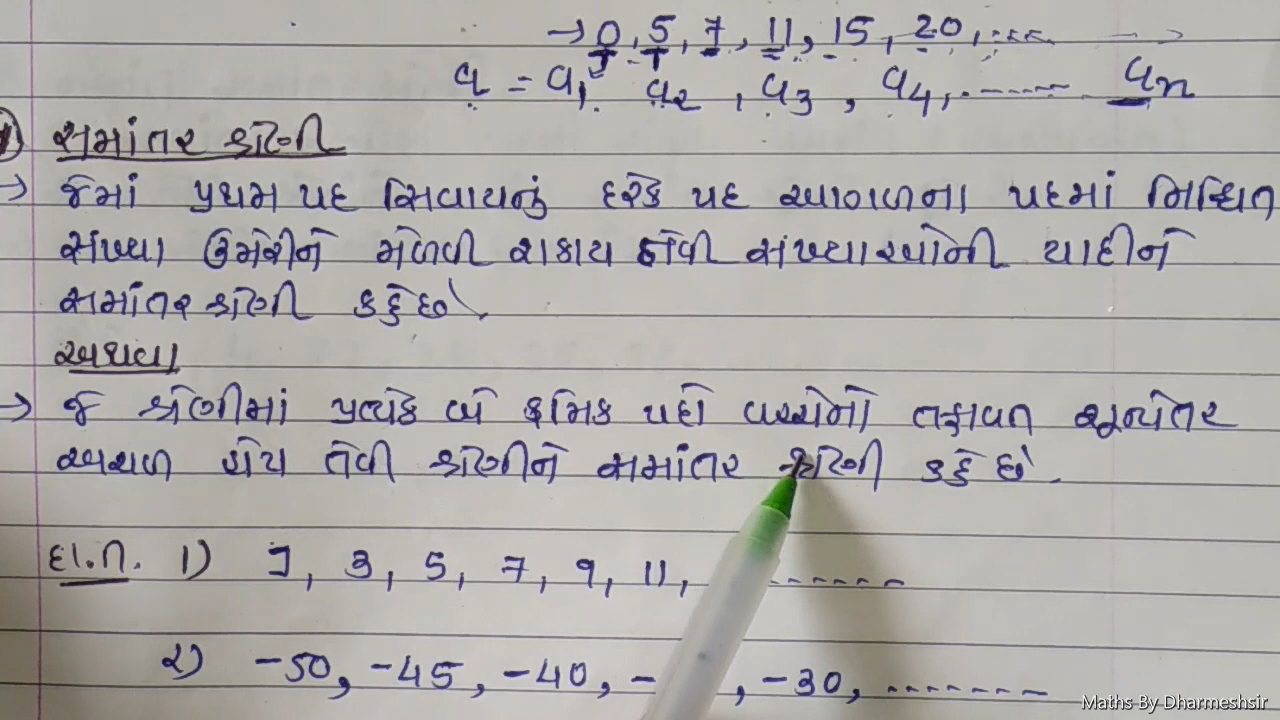 → 0, 5, 7, 11, 15, 20, .....
a = a₁, a₂, a₃, a₄, ....... aₙ
સમાંતર શ્રેણી
→ જેમાં પ્રથમ પદ સિવાયનું દરેક પદ આગળના પદમાં નિશ્ચિત
સંખ્યા ઉમેરીને મેળવી શકાય તેવી સંખ્યાઓની યાદીને
સમાંતર શ્રેણી કહે છે.
અથવા
→ જે શ્રેણીમાં પ્રત્યેક બે ક્રમિક પદો વચ્ચેનો તફાવત શૂન્યેતર
અચળ હોય તેવી શ્રેણીને સમાંતર શ્રેણી કહે છે.
દા.ત. 1) 1, 3, 5, 7, 9, 11, .......
2) -50, -45, -40, - , -30, .......
Maths By Dharmeshsir